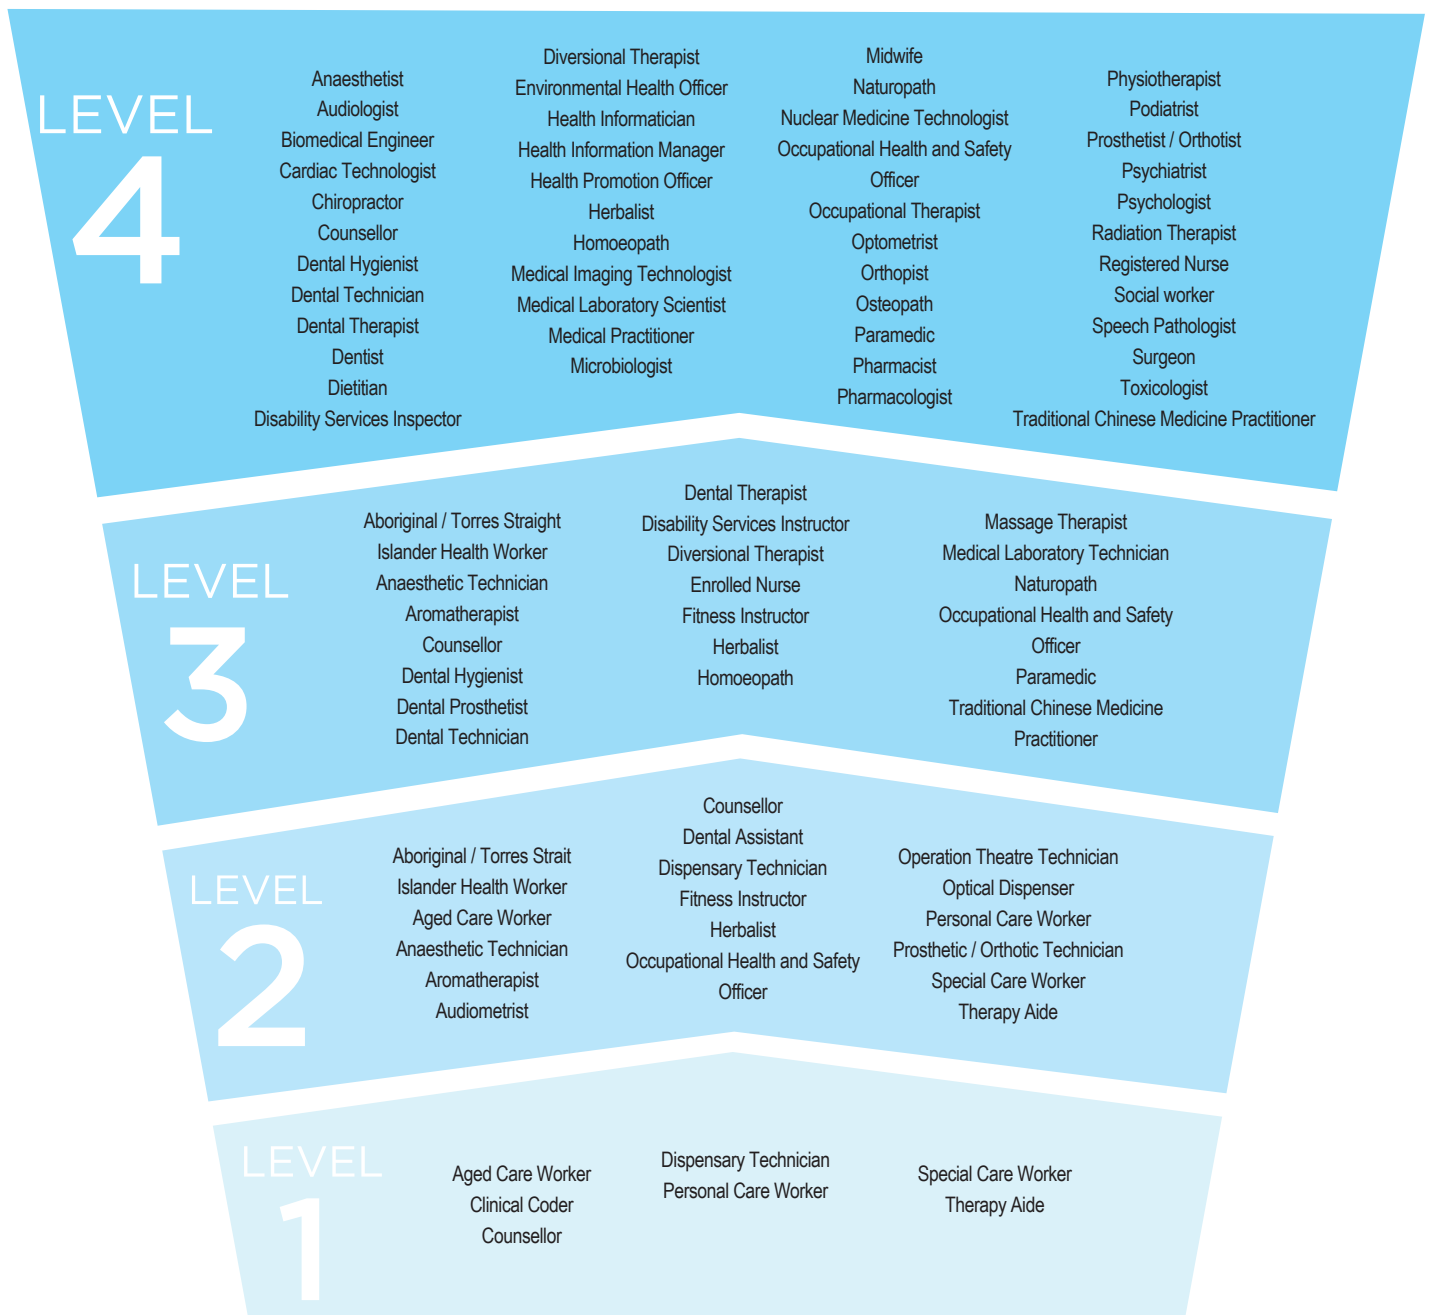 LEVEL
4
Anaesthetist
Audiologist
Biomedical Engineer
Cardiac Technologist
Chiropractor
Counsellor
Dental Hygienist
Dental Technician
Dental Therapist
Dentist
Dietitian
Disability Services Inspector
Diversional Therapist
Environmental Health Officer
Health Informatician
Health Information Manager
Health Promotion Officer
Herbalist
Homoeopath
Medical Imaging Technologist
Medical Laboratory Scientist
Medical Practitioner
Microbiologist
Midwife
Naturopath
Nuclear Medicine Technologist
Occupational Health and Safety
Officer
Occupational Therapist
Optometrist
Orthopist
Osteopath
Paramedic
Pharmacist
Pharmacologist
Physiotherapist
Podiatrist
Prosthetist / Orthotist
Psychiatrist
Psychologist
Radiation Therapist
Registered Nurse
Social worker
Speech Pathologist
Surgeon
Toxicologist
Traditional Chinese Medicine Practitioner
LEVEL
3
Aboriginal / Torres Straight
Islander Health Worker
Anaesthetic Technician
Aromatherapist
Counsellor
Dental Hygienist
Dental Prosthetist
Dental Technician
Dental Therapist
Disability Services Instructor
Diversional Therapist
Enrolled Nurse
Fitness Instructor
Herbalist
Homoeopath
Massage Therapist
Medical Laboratory Technician
Naturopath
Occupational Health and Safety
Officer
Paramedic
Traditional Chinese Medicine
Practitioner
LEVEL
2
Aboriginal / Torres Strait
Islander Health Worker
Aged Care Worker
Anaesthetic Technician
Aromatherapist
Audiometrist
Counsellor
Dental Assistant
Dispensary Technician
Fitness Instructor
Herbalist
Occupational Health and Safety
Officer
Operation Theatre Technician
Optical Dispenser
Personal Care Worker
Prosthetic / Orthotic Technician
Special Care Worker
Therapy Aide
LEVEL
1
Aged Care Worker
Clinical Coder
Counsellor
Dispensary Technician
Personal Care Worker
Special Care Worker
Therapy Aide